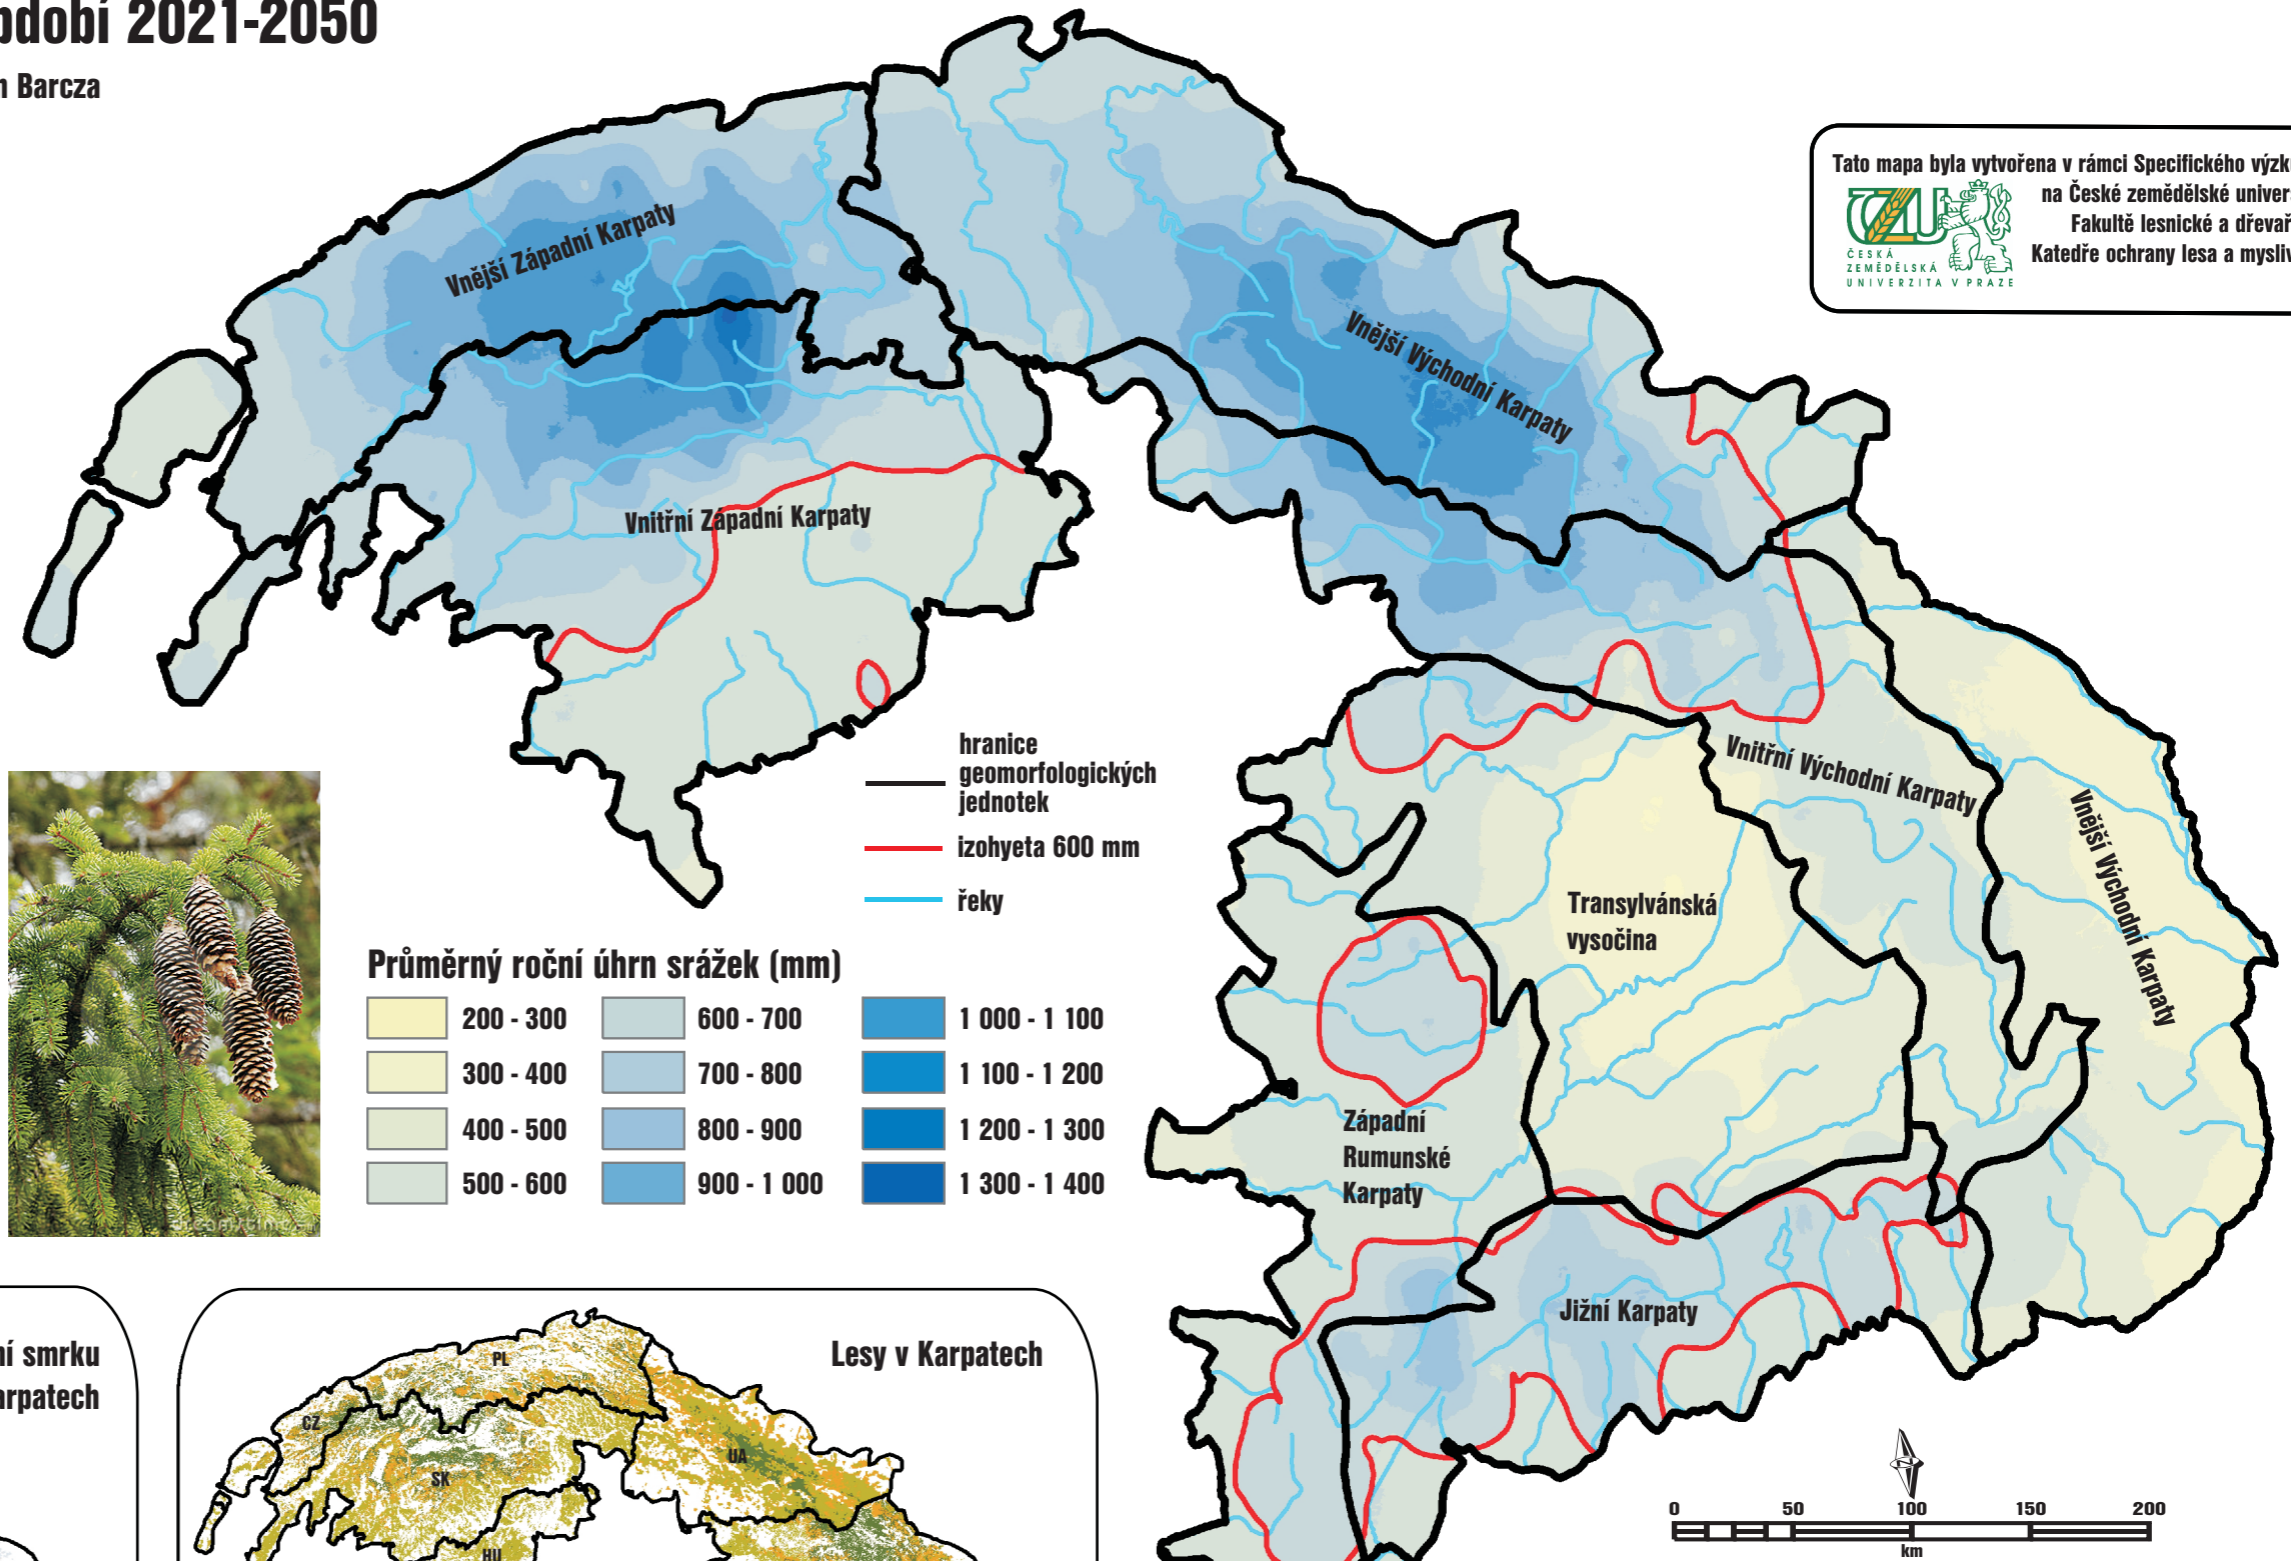 období 2021-2050
Barcza
Tato mapa byla vytvořena v rámci Specifického
na České zemědělské
Fakultě lesnické a
Katedře ochrany lesa a
ČESKÁ
ZEMĚDĚLSKÁ
UNIVERZITA V PRAZE
Vnější Západní Karpaty
Vnější Východní Karpaty
Vnitřní Západní Karpaty
Vnitřní Východní Karpaty
Vnější Východní Karpaty
Transylvánská
vysočina
Západní
Rumunské
Karpaty
Jižní Karpaty
hranice
geomorfologických
jednotek
izohyeta 600 mm
řeky
Průměrný roční úhrn srážek (mm)
200 - 300
300 - 400
400 - 500
500 - 600
600 - 700
700 - 800
800 - 900
900 - 1 000
1 000 - 1 100
1 100 - 1 200
1 200 - 1 300
1 300 - 1 400
smrku
Karpatech
Lesy v Karpatech
PL
CZ
SK
UA
HU
N
0 50 100 150 200
km